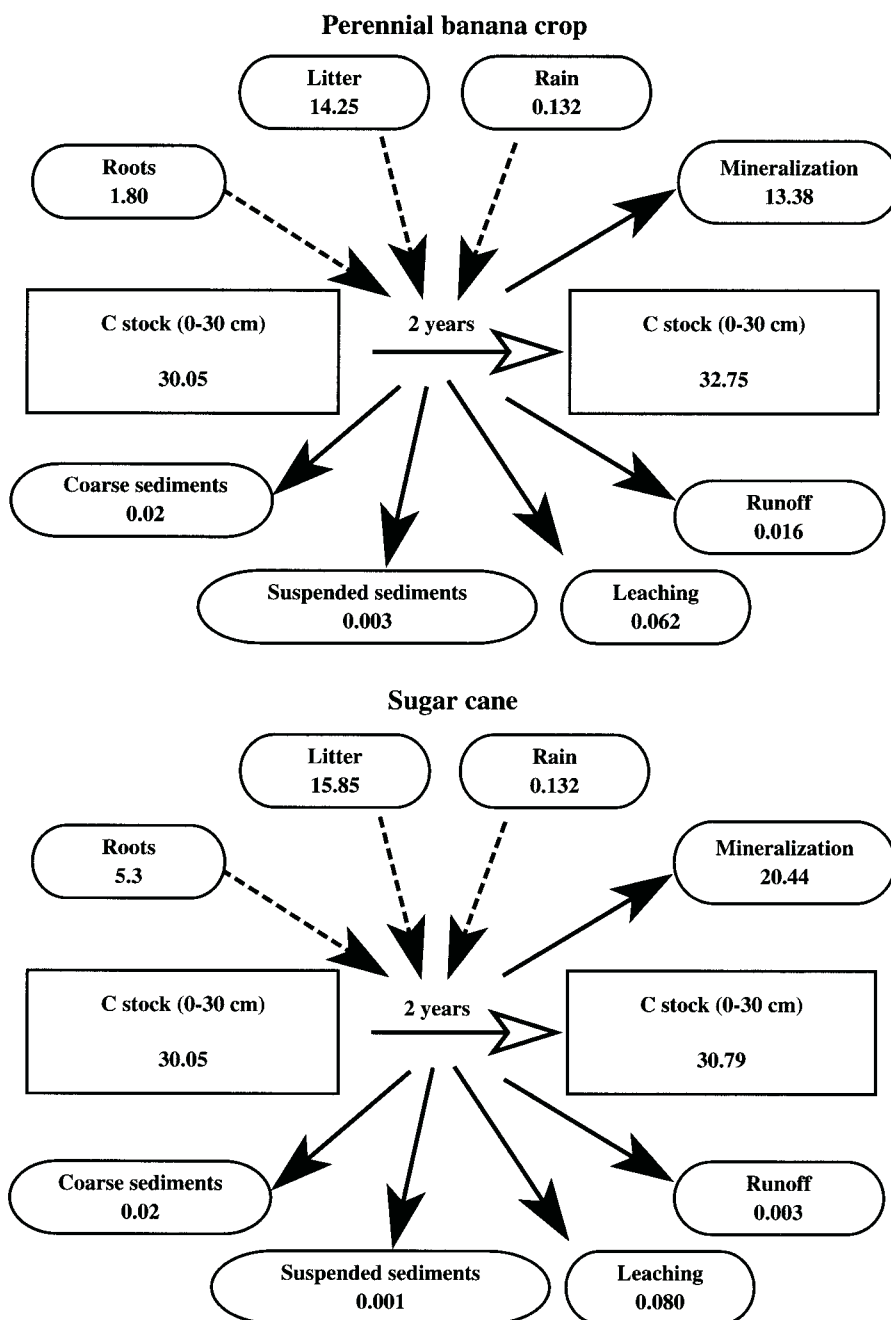 Perennial banana crop
Litter
14.25
Rain
0.132
Roots
1.80
Mineralization
13.38
C stock (0-30 cm)
30.05
2 years
C stock (0-30 cm)
32.75
Coarse sediments
0.02
Runoff
0.016
Suspended sediments
0.003
Leaching
0.062
Sugar cane
Litter
15.85
Rain
0.132
Roots
5.3
Mineralization
20.44
C stock (0-30 cm)
30.05
2 years
C stock (0-30 cm)
30.79
Coarse sediments
0.02
Runoff
0.003
Suspended sediments
0.001
Leaching
0.080